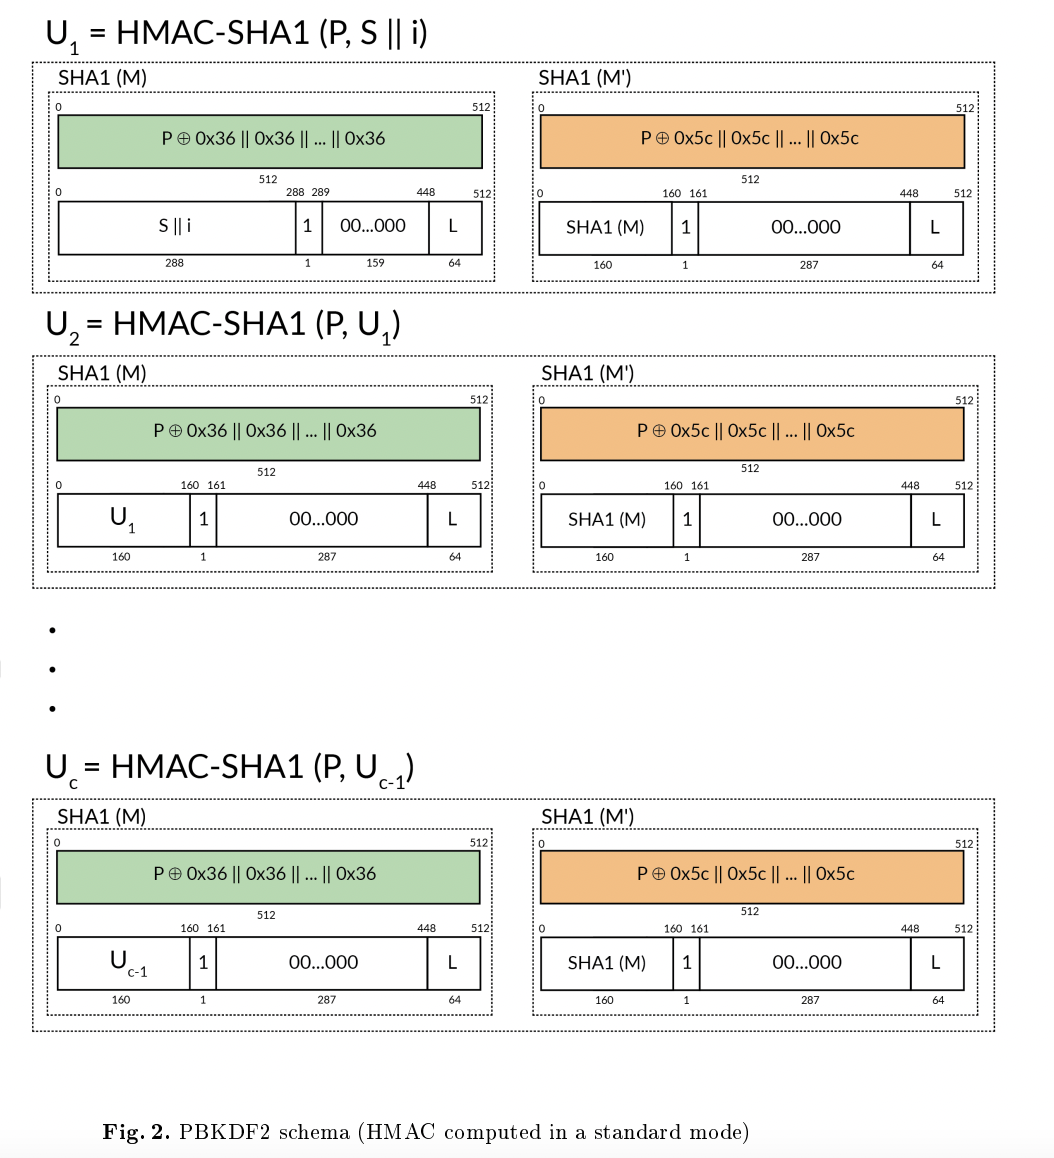 U1 = HMAC-SHA1 (P, S || i)
SHA1 (M) SHA1 (M')
0 512 0 512
P ⊕ 0x36 || 0x36 || ... || 0x36 P ⊕ 0x5c || 0x5c || ... || 0x5c
512 512
0 288 289 448 512 0 160 161 448 512
S || i 1 00...000 L SHA1 (M) 1 00...000 L
288 1 159 64 160 1 287 64
U2 = HMAC-SHA1 (P, U1)
SHA1 (M) SHA1 (M')
0 512 0 512
P ⊕ 0x36 || 0x36 || ... || 0x36 P ⊕ 0x5c || 0x5c || ... || 0x5c
512 512
0 160 161 448 512 0 160 161 448 512
U1 1 00...000 L SHA1 (M) 1 00...000 L
160 1 287 64 160 1 287 64
Uc = HMAC-SHA1 (P, Uc-1)
SHA1 (M) SHA1 (M')
0 512 0 512
P ⊕ 0x36 || 0x36 || ... || 0x36 P ⊕ 0x5c || 0x5c || ... || 0x5c
512 512
0 160 161 448 512 0 160 161 448 512
Uc-1 1 00...000 L SHA1 (M) 1 00...000 L
160 1 287 64 160 1 287 64
Fig. 2. PBKDF2 schema (HMAC computed in a standard mode)